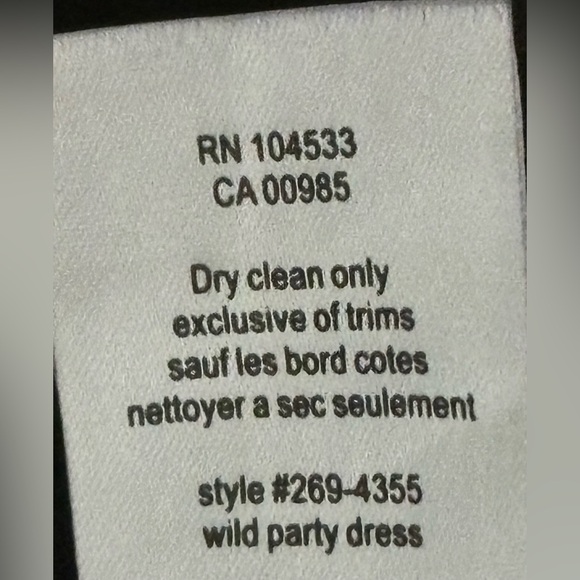 RN 104533
CA 00985
Dry clean only
exclusive of trims
sauf les bord cotes
nettoyer a sec seulement
style #269-4355
wild party dress